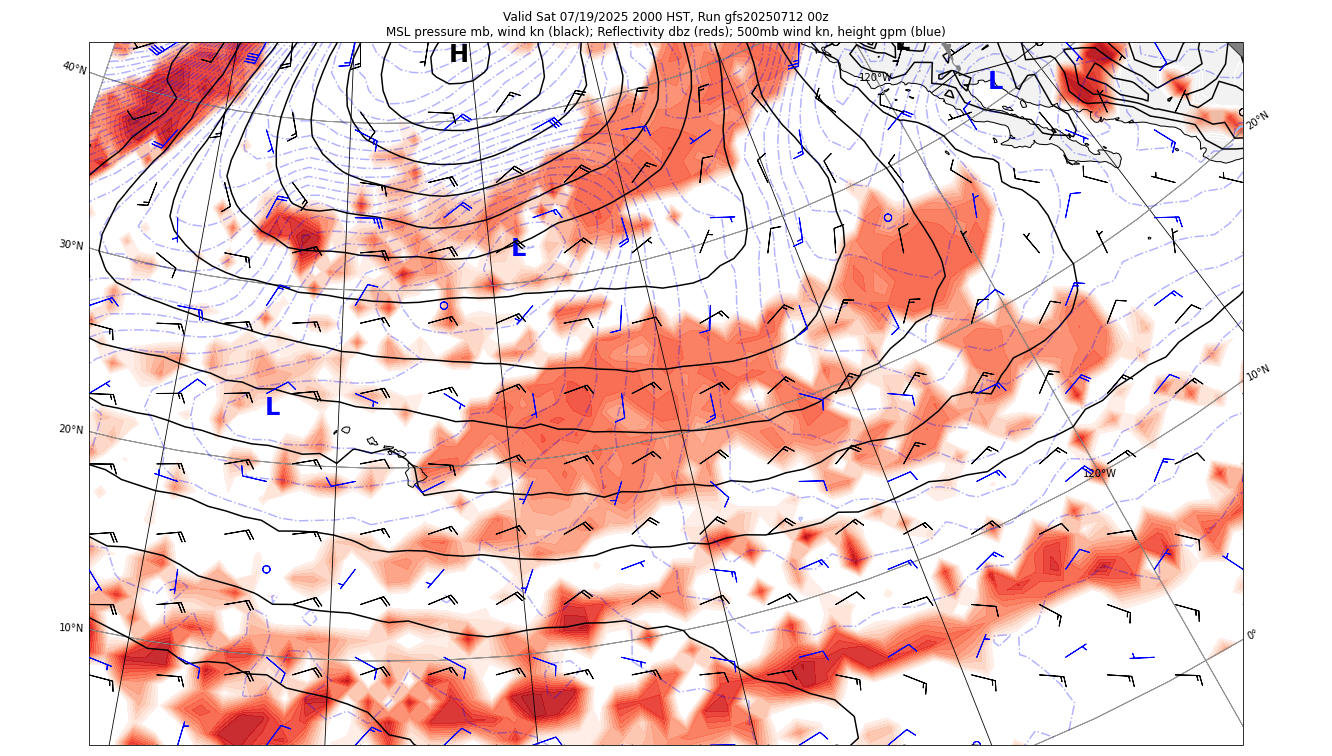 Valid Sat 07/19/2025 2000 HST, Run gfs20250712 00z
MSL pressure mb, wind kn (black); Reflectivity dbz (reds); 500mb wind kn, height gpm (blue)
H
L
40°N
120°W
20°N
30°N
L
10°N
L
20°N
120°W
10°N
0°